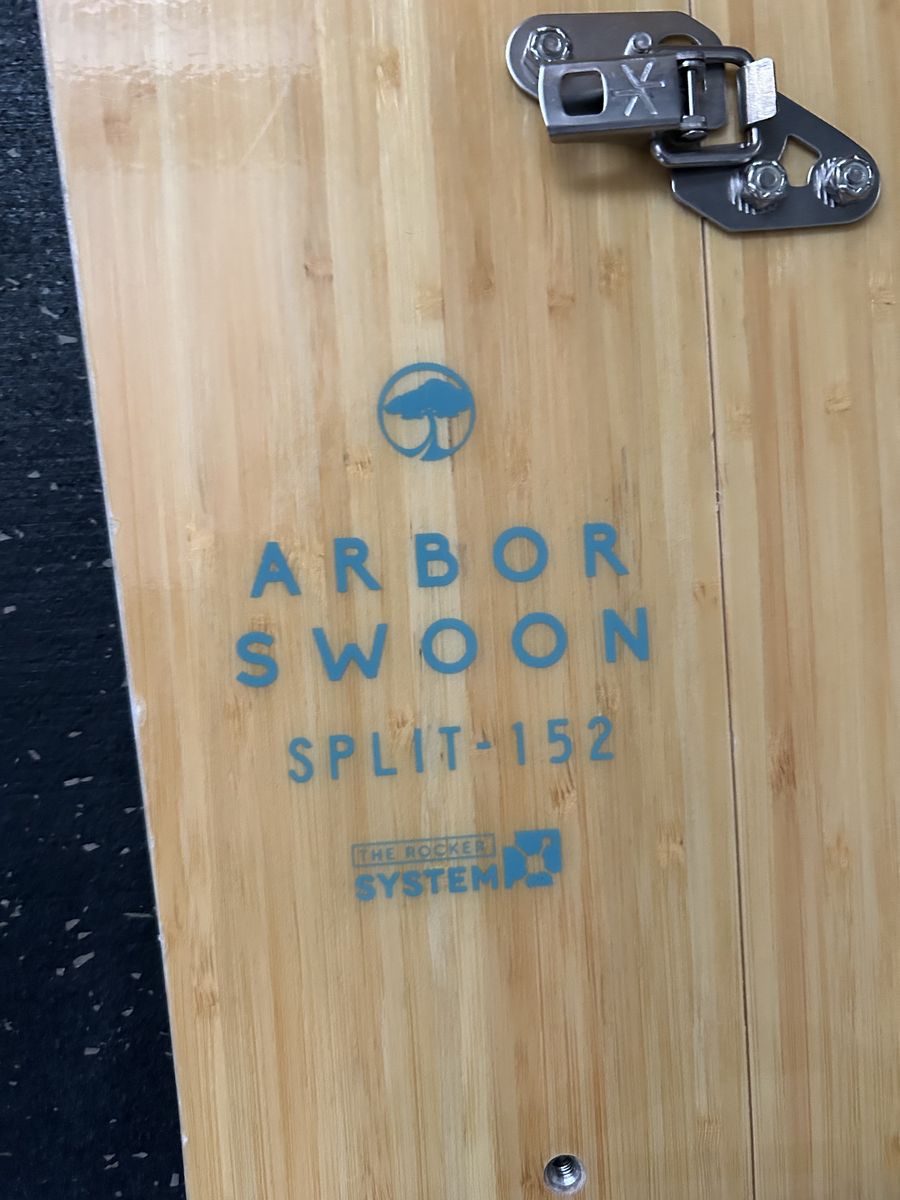 ARBOR
SWOON
SPLIT-152
THE ROCKER
SYSTEM